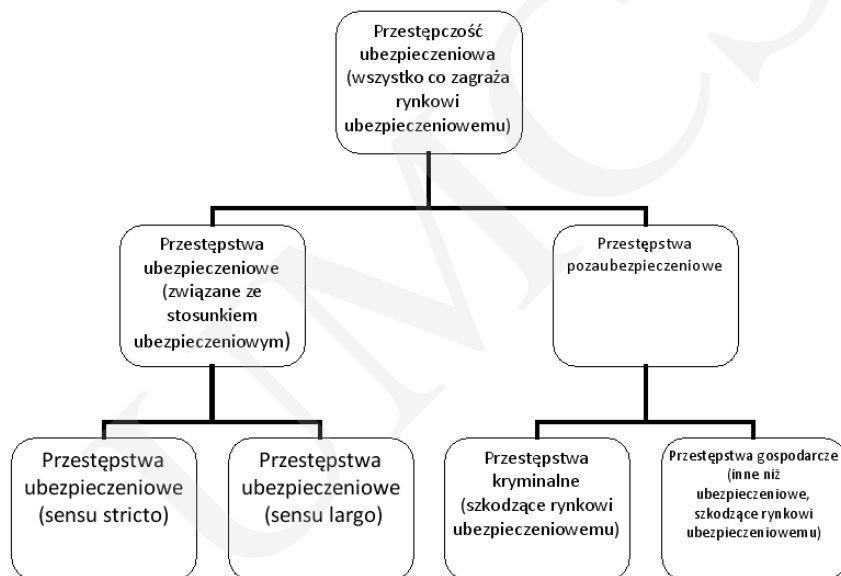 Przestępczość
ubezpieczeniowa
(wszystko co zagraża
rynkowi
ubezpieczeniowemu)
Przestępstwa
ubezpieczeniowe
(związane ze
stosunkiem
ubezpieczeniowym)
Przestępstwa
pozaubezpieczeniowe
Przestępstwa
ubezpieczeniowe
(sensu stricto)
Przestępstwa
ubezpieczeniowe
(sensu largo)
Przestępstwa
kryminalne
(szkodzące rynkowi
ubezpieczeniowemu)
Przestępstwa gospodarcze
(inne niż
ubezpieczeniowe,
szkodzące rynkowi
ubezpieczeniowemu)
UMCS